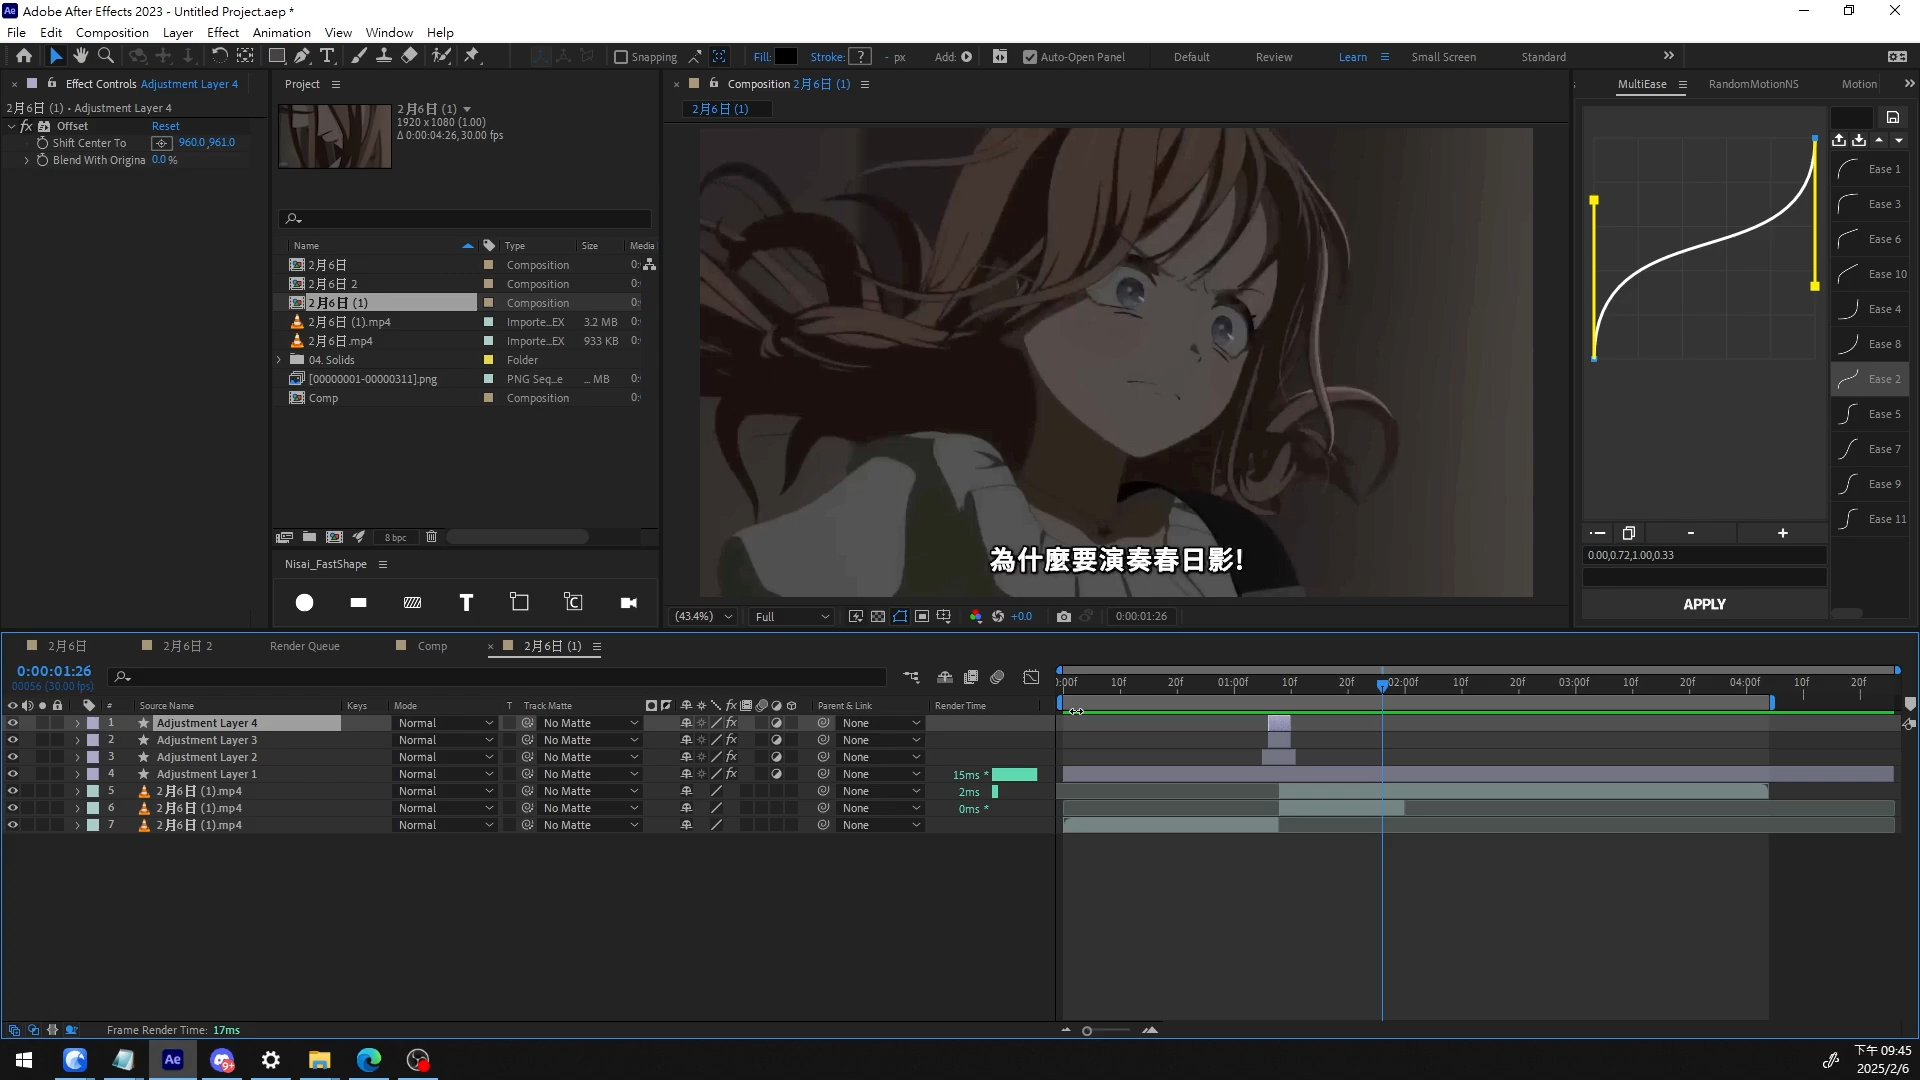 Adobe After Effects 2023 - Untitled Project.aep *
File Edit Composition Layer Effect Animation View Window Help
Snapping Fill: Stroke: ? - px Add: Auto-Open Panel Default Review Learn Small Screen Standard
Effect Controls Adjustment Layer 4
2月6日 (1) • Adjustment Layer 4
fx Offset Reset
Shift Center To 960.0,961.0
Blend With Origina 0.0 %
Project
2月6日 (1)
1920 x 1080 (1.00)
Δ 0:00:04:26, 30.00 fps
Name Type Size Media
2月6日 Composition 0:
2月6日 2 Composition 0:
2月6日 (1) Composition 0:
2月6日 (1).mp4 Importe...EX 3.2 MB 0:
2月6日.mp4 Importe...EX 933 KB 0:
04. Solids Folder
[00000001-00000311].png PNG Seq...e ... MB 0:
Comp Composition 0:
8 bpc
Nisai_FastShape
Composition 2月6日 (1)
2月6日 (1)
為什麼要演奏春日影!
(43.4%) Full +0.0 0:00:01:26
MultiEase RandomMotionNS Motion
Ease 1
Ease 3
Ease 6
Ease 10
Ease 4
Ease 8
Ease 2
Ease 5
Ease 7
Ease 9
Ease 11
0.00,0.72,1.00,0.33
APPLY
2月6日 2月6日 2 Render Queue Comp 2月6日 (1)
0:00:01:26
00056 (30.00 fps)
# Source Name Keys Mode T Track Matte fx Parent & Link Render Time
:00f 10f 20f 01:00f 10f 20f 02:00f 10f 20f 03:00f 10f 20f 04:00f 10f 20f
1 Adjustment Layer 4 Normal No Matte fx None
2 Adjustment Layer 3 Normal No Matte fx None
3 Adjustment Layer 2 Normal No Matte fx None
4 Adjustment Layer 1 Normal No Matte fx None 15ms *
5 2月6日 (1).mp4 Normal No Matte None 2ms
6 2月6日 (1).mp4 Normal No Matte None 0ms *
7 2月6日 (1).mp4 Normal No Matte None
Frame Render Time: 17ms
Ae 9+ 下午 09:45
2025/2/6